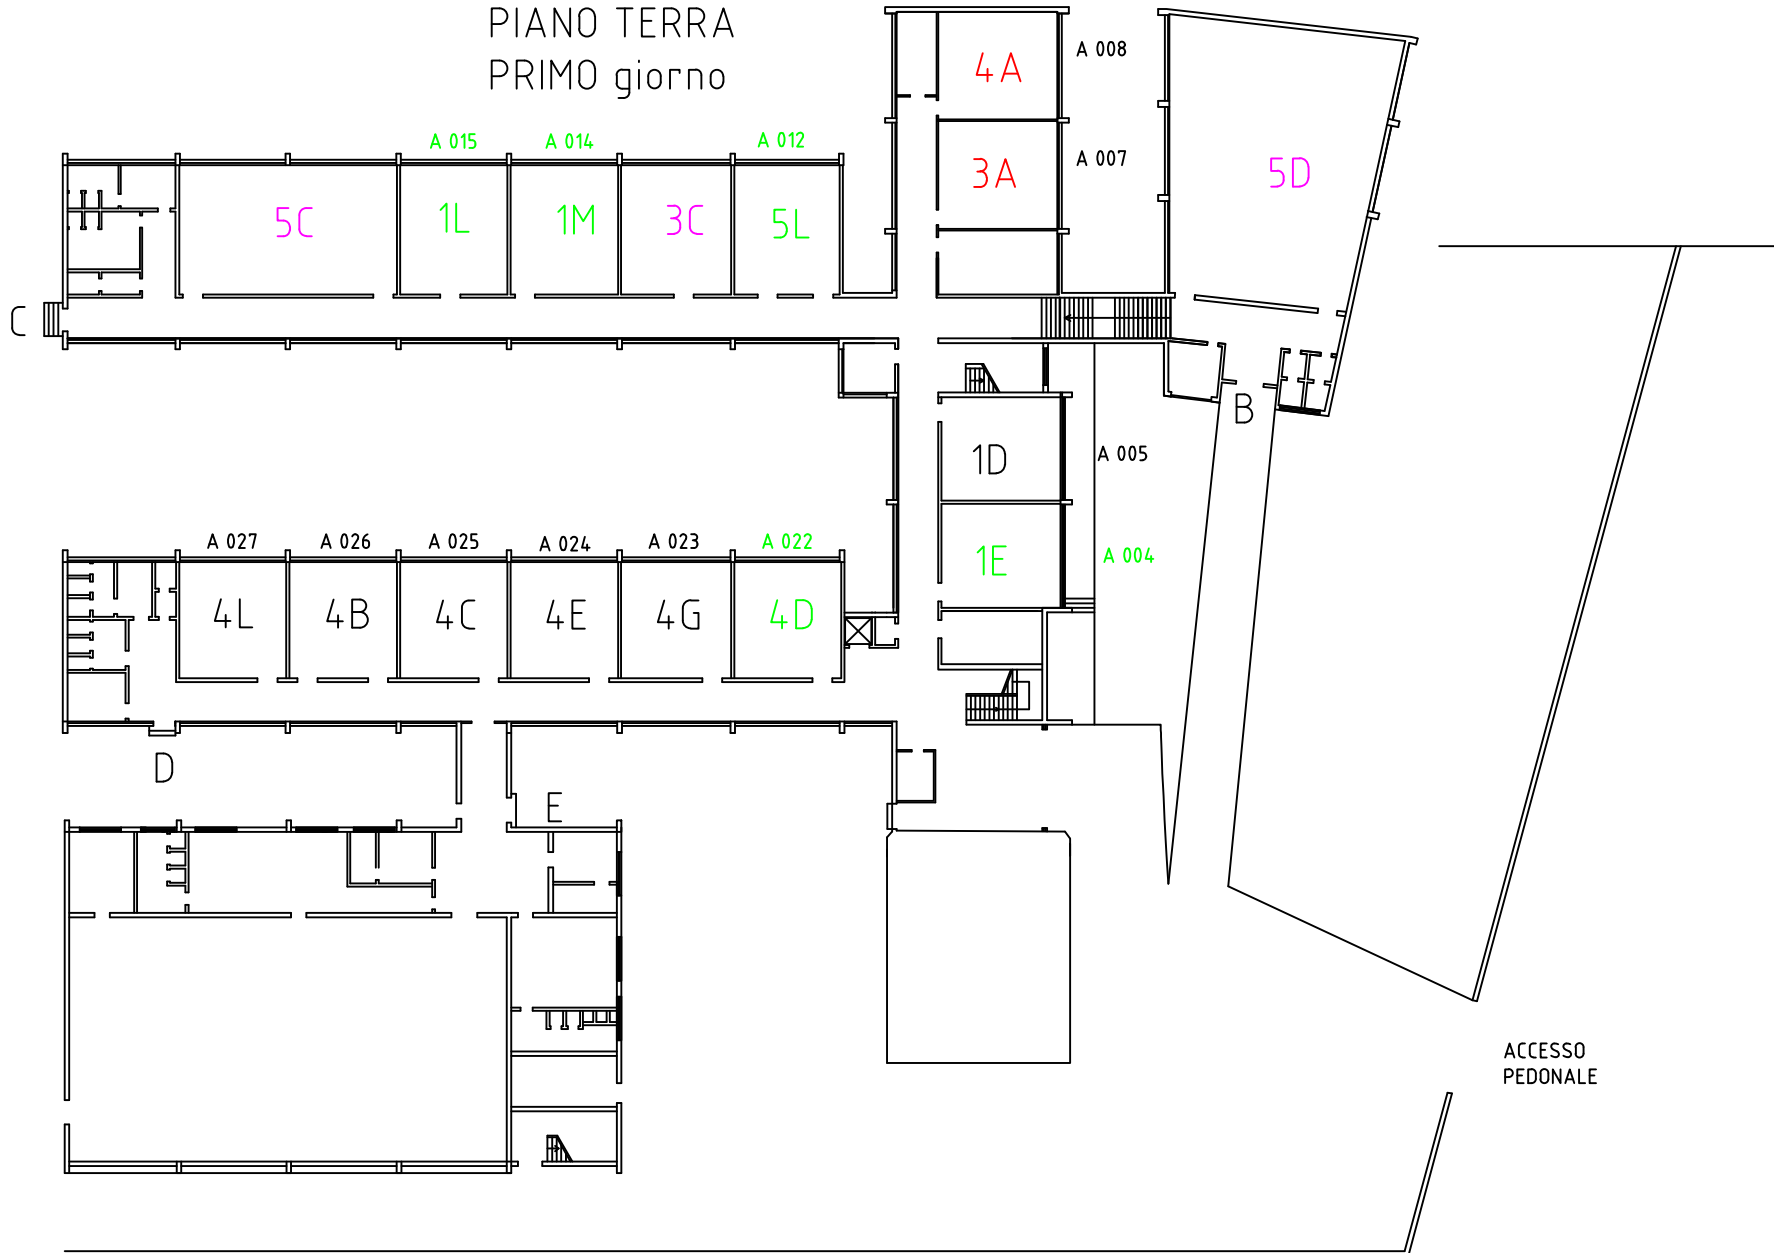 PIANO TERRA
PRIMO giorno
A 008
4A
A 015
A 014
A 012
A 007
3A
5D
5C
1L
1M
3C
5L
C
B
1D
A 005
A 027
A 026
A 025
A 024
A 023
A 022
1E
A 004
4L
4B
4C
4E
4G
4D
D
E
ACCESSO
PEDONALE